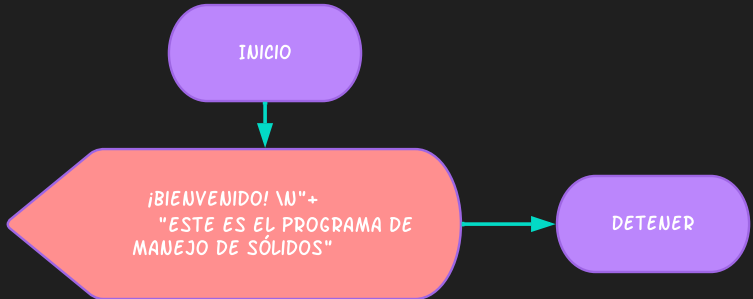 INICIO
¡BIENVENIDO! \N"+
"ESTE ES EL PROGRAMA DE
MANEJO DE SÓLIDOS"
DETENER